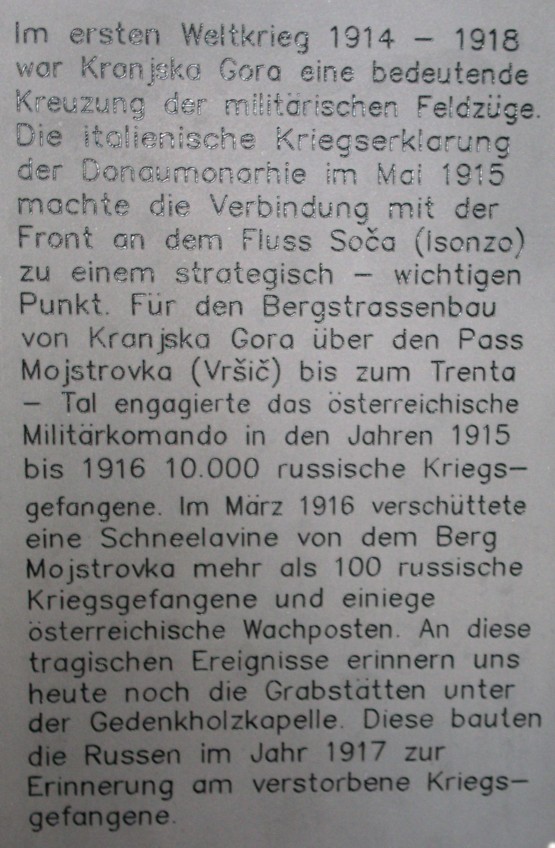 Im ersten Weltkrieg 1914 – 1918
war Kranjska Gora eine bedeutende
Kreuzung der militärischen Feldzüge.
Die italienische Kriegserklarung
der Donaumonarhie im Mai 1915
machte die Verbindung mit der
Front an dem Fluss Soča (Isonzo)
zu einem strategisch – wichtigen
Punkt. Für den Bergstrassenbau
von Kranjska Gora über den Pass
Mojstrovka (Vršič) bis zum Trenta
– Tal engagierte das österreichische
Militärkomando in den Jahren 1915
bis 1916 10.000 russische Kriegs–
gefangene. Im März 1916 verschüttete
eine Schneelavine von dem Berg
Mojstrovka mehr als 100 russische
Kriegsgefangene und einiege
österreichische Wachposten. An diese
tragischen Ereignisse erinnern uns
heute noch die Grabstätten unter
der Gedenkholzkapelle. Diese bauten
die Russen im Jahr 1917 zur
Erinnerung am verstorbene Kriegs–
gefangene.